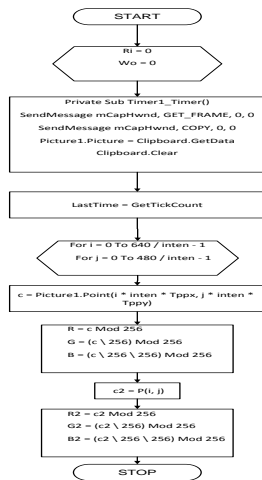 START
Ri = 0
Wo = 0
Private Sub Timer1_Timer()
SendMessage mCapHwnd, GET_FRAME, 0, 0
SendMessage mCapHwnd, COPY, 0, 0
Picture1.Picture = Clipboard.GetData
Clipboard.Clear
LastTime = GetTickCount
For i = 0 To 640 / inten - 1
For j = 0 To 480 / inten - 1
c = Picture1.Point(i * inten * Tppx, j * inten *
Tppy)
R = c Mod 256
G = (c \ 256) Mod 256
B = (c \ 256 \ 256) Mod 256
c2 = P(i, j)
R2 = c2 Mod 256
G2 = (c2 \ 256) Mod 256
B2 = (c2 \ 256 \ 256) Mod 256
STOP